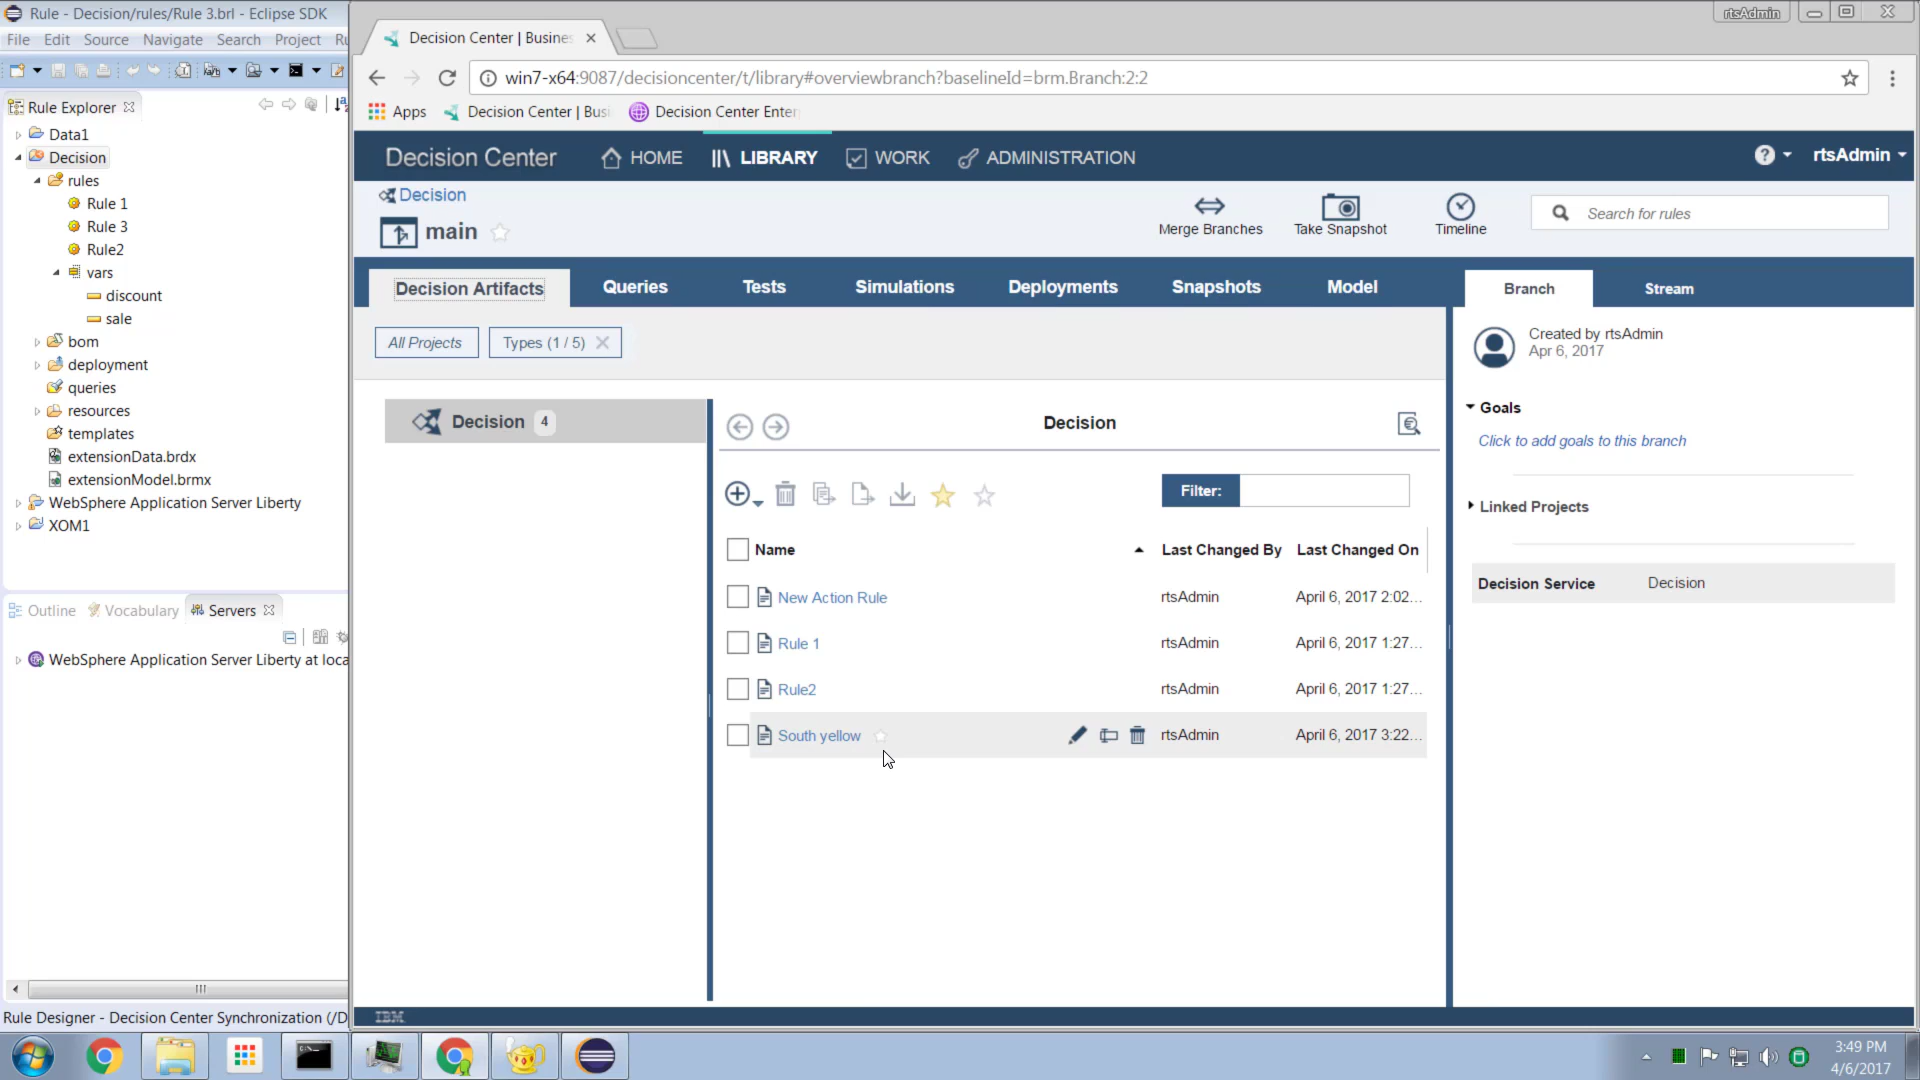 Rule - Decision/rules/Rule 3.brl - Eclipse SDK
File Edit Source Navigate Search Project Ru
Rule Explorer
Data1
Decision
rules
Rule 1
Rule 3
Rule2
vars
discount
sale
bom
deployment
queries
resources
templates
extensionData.brdx
extensionModel.brmx
WebSphere Application Server Liberty
XOM1
Outline Vocabulary Servers
WebSphere Application Server Liberty at loca
Rule Designer - Decision Center Synchronization (/D
rtsAdmin
Decision Center | Busines
win7-x64:9087/decisioncenter/t/library#overviewbranch?baselineId=brm.Branch:2:2
Apps Decision Center | Busi Decision Center Enter
Decision Center HOME LIBRARY WORK ADMINISTRATION ? rtsAdmin
Decision
main
Merge Branches Take Snapshot Timeline Search for rules
Decision Artifacts Queries Tests Simulations Deployments Snapshots Model
All Projects Types (1 / 5)
Decision 4
Decision
Filter:
Name Last Changed By Last Changed On
New Action Rule rtsAdmin April 6, 2017 2:02...
Rule 1 rtsAdmin April 6, 2017 1:27...
Rule2 rtsAdmin April 6, 2017 1:27...
South yellow rtsAdmin April 6, 2017 3:22...
Branch Stream
Created by rtsAdmin
Apr 6, 2017
Goals
Click to add goals to this branch
Linked Projects
Decision Service Decision
IBM
3:49 PM
4/6/2017